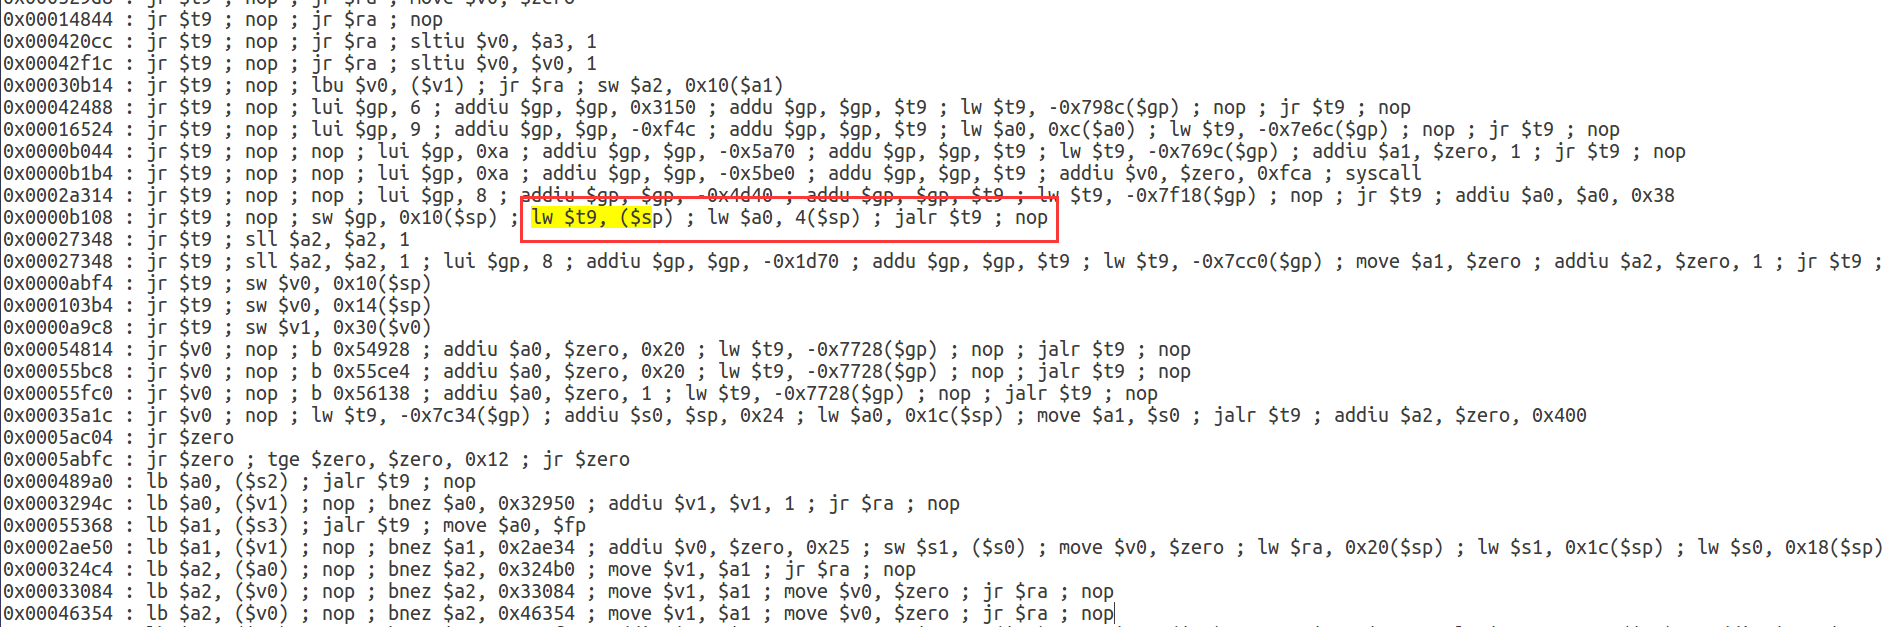 0x00014844 : jr $t9 ; nop ; jr $ra ; nop
0x000420cc : jr $t9 ; nop ; jr $ra ; sltiu $v0, $a3, 1
0x00042f1c : jr $t9 ; nop ; jr $ra ; sltiu $v0, $v0, 1
0x00030b14 : jr $t9 ; nop ; lbu $v0, ($v1) ; jr $ra ; sw $a2, 0x10($a1)
0x00042488 : jr $t9 ; nop ; lui $gp, 6 ; addiu $gp, $gp, 0x3150 ; addu $gp, $gp, $t9 ; lw $t9, -0x798c($gp) ; nop ; jr $t9 ; nop
0x00016524 : jr $t9 ; nop ; lui $gp, 9 ; addiu $gp, $gp, -0xf4c ; addu $gp, $gp, $t9 ; lw $a0, 0xc($a0) ; lw $t9, -0x7e6c($gp) ; nop ; jr $t9 ; nop
0x0000b044 : jr $t9 ; nop ; nop ; lui $gp, 0xa ; addiu $gp, $gp, -0x5a70 ; addu $gp, $gp, $t9 ; lw $t9, -0x769c($gp) ; addiu $a1, $zero, 1 ; jr $t9 ; nop
0x0000b1b4 : jr $t9 ; nop ; nop ; lui $gp, 0xa ; addiu $gp, $gp, -0x5be0 ; addu $gp, $gp, $t9 ; addiu $v0, $zero, 0xfca ; syscall
0x0002a314 : jr $t9 ; nop ; nop ; lui $gp, 8 ; addiu $gp, $gp, -0x4d40 ; addu $gp, $gp, $t9 ; lw $t9, -0x7f18($gp) ; nop ; jr $t9 ; addiu $a0, $a0, 0x38
0x0000b108 : jr $t9 ; nop ; sw $gp, 0x10($sp) ; lw $t9, ($sp) ; lw $a0, 4($sp) ; jalr $t9 ; nop
0x00027348 : jr $t9 ; sll $a2, $a2, 1
0x00027348 : jr $t9 ; sll $a2, $a2, 1 ; lui $gp, 8 ; addiu $gp, $gp, -0x1d70 ; addu $gp, $gp, $t9 ; lw $t9, -0x7cc0($gp) ; move $a1, $zero ; addiu $a2, $zero, 1 ; jr $t9 ;
0x0000abf4 : jr $t9 ; sw $v0, 0x10($sp)
0x000103b4 : jr $t9 ; sw $v0, 0x14($sp)
0x0000a9c8 : jr $t9 ; sw $v1, 0x30($v0)
0x00054814 : jr $v0 ; nop ; b 0x54928 ; addiu $a0, $zero, 0x20 ; lw $t9, -0x7728($gp) ; nop ; jalr $t9 ; nop
0x00055bc8 : jr $v0 ; nop ; b 0x55ce4 ; addiu $a0, $zero, 0x20 ; lw $t9, -0x7728($gp) ; nop ; jalr $t9 ; nop
0x00055fc0 : jr $v0 ; nop ; b 0x56138 ; addiu $a0, $zero, 1 ; lw $t9, -0x7728($gp) ; nop ; jalr $t9 ; nop
0x00035a1c : jr $v0 ; nop ; lw $t9, -0x7c34($gp) ; addiu $s0, $sp, 0x24 ; lw $a0, 0x1c($sp) ; move $a1, $s0 ; jalr $t9 ; addiu $a2, $zero, 0x400
0x0005ac04 : jr $zero
0x0005abfc : jr $zero ; tge $zero, $zero, 0x12 ; jr $zero
0x000489a0 : lb $a0, ($s2) ; jalr $t9 ; nop
0x0003294c : lb $a0, ($v1) ; nop ; bnez $a0, 0x32950 ; addiu $v1, $v1, 1 ; jr $ra ; nop
0x00055368 : lb $a1, ($s3) ; jalr $t9 ; move $a0, $fp
0x0002ae50 : lb $a1, ($v1) ; nop ; bnez $a1, 0x2ae34 ; addiu $v0, $zero, 0x25 ; sw $s1, ($s0) ; move $v0, $zero ; lw $ra, 0x20($sp) ; lw $s1, 0x1c($sp) ; lw $s0, 0x18($sp)
0x000324c4 : lb $a2, ($a0) ; nop ; bnez $a2, 0x324b0 ; move $v1, $a1 ; jr $ra ; nop
0x00033084 : lb $a2, ($v0) ; nop ; bnez $a2, 0x33084 ; move $v1, $a1 ; move $v0, $zero ; jr $ra ; nop
0x00046354 : lb $a2, ($v0) ; nop ; bnez $a2, 0x46354 ; move $v1, $a1 ; move $v0, $zero ; jr $ra ; nop